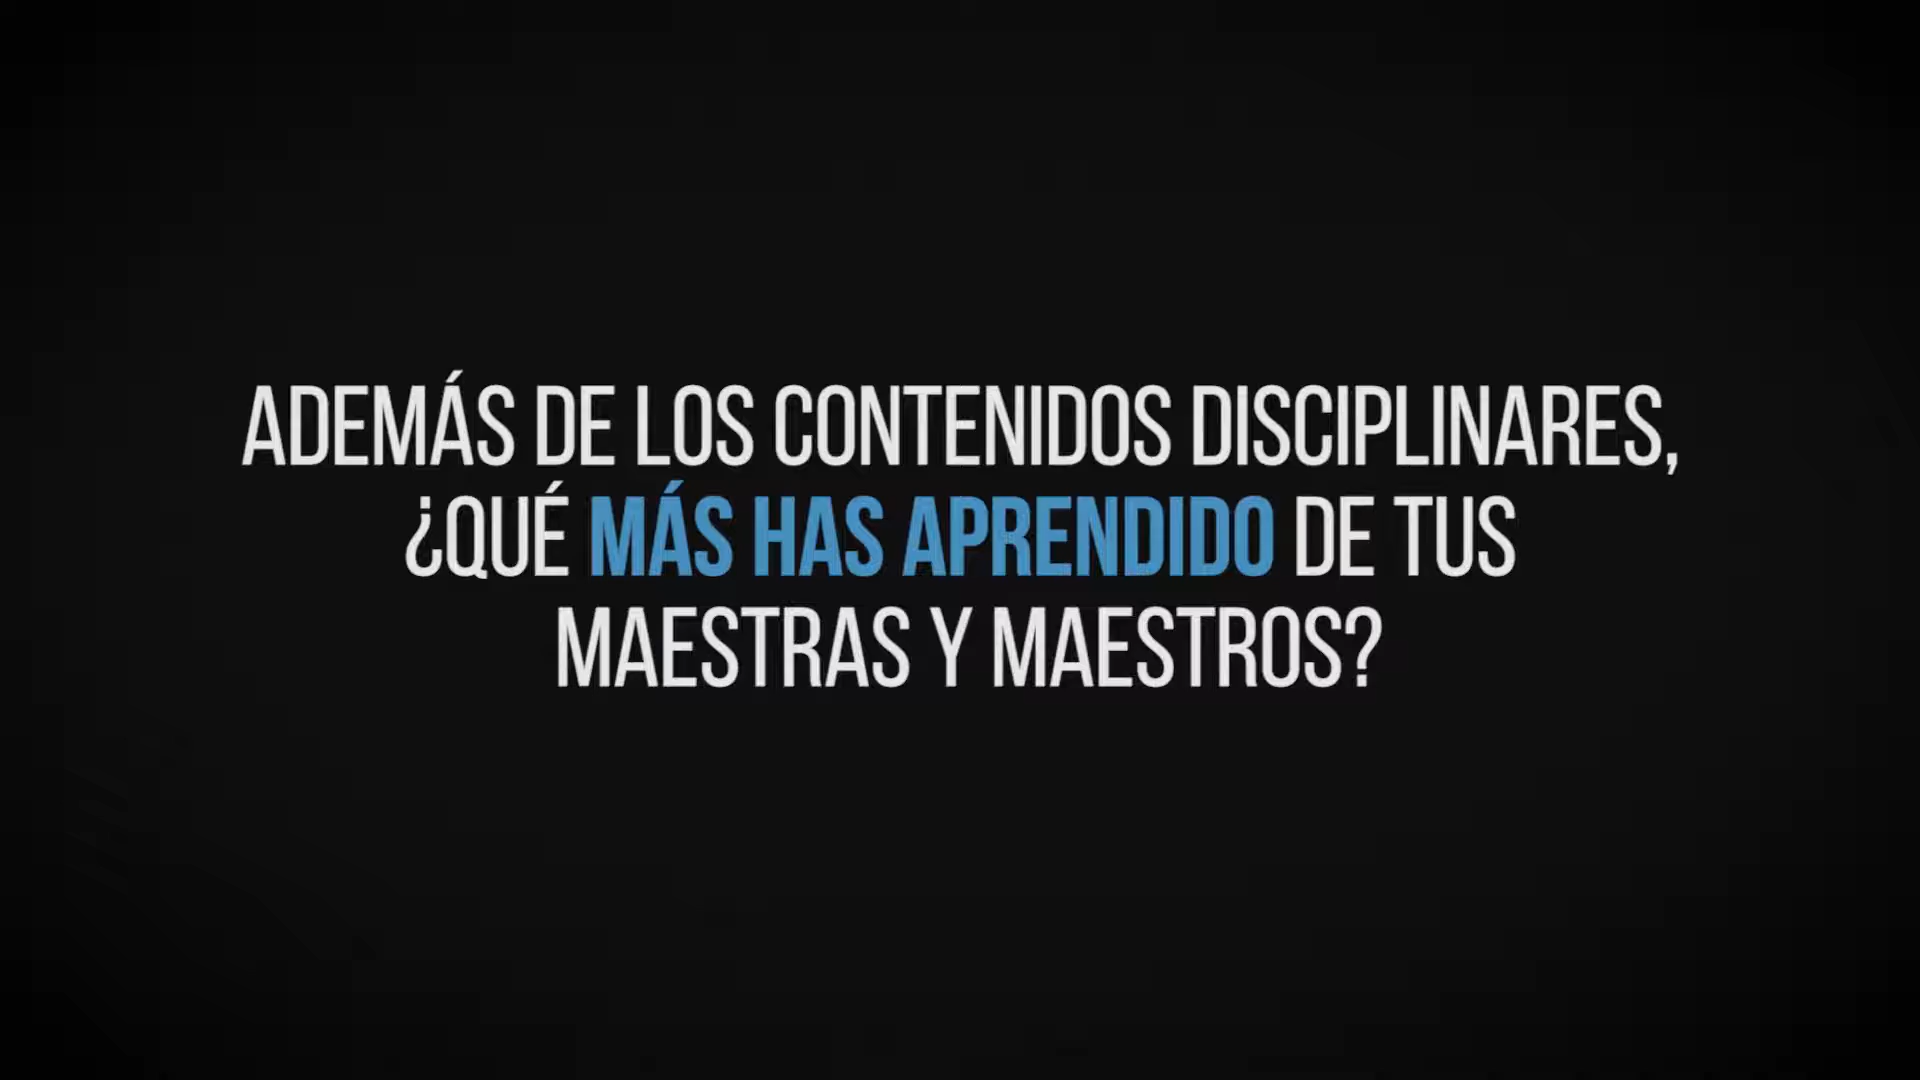 ADEMÁS DE LOS CONTENIDOS DISCIPLINARES,
¿QUÉ MÁS HAS APRENDIDO DE TUS
MAESTRAS Y MAESTROS?